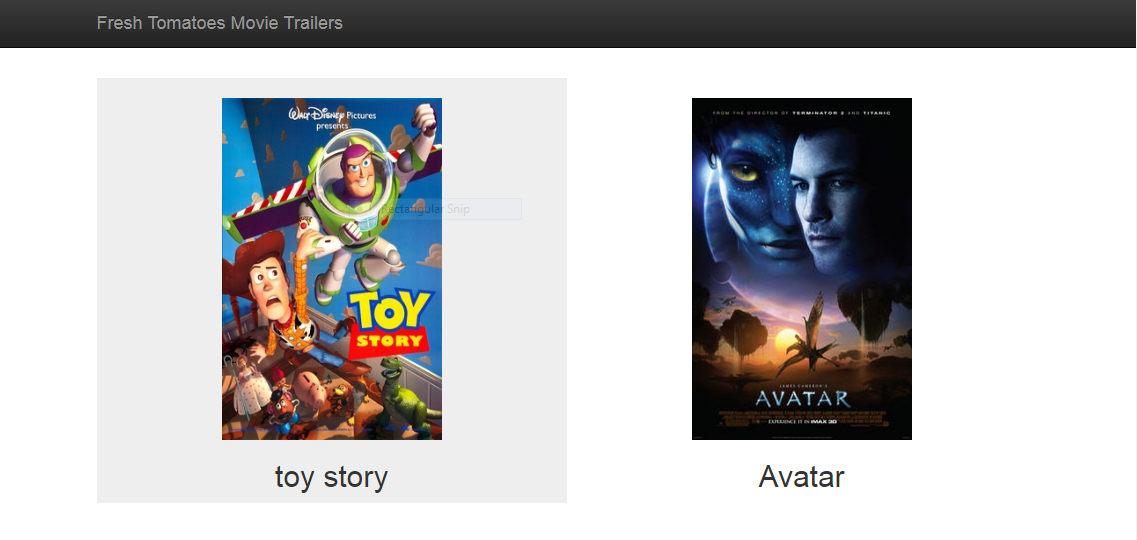 Fresh Tomatoes Movie Trailers
WALT DISNEY Pictures
presents
Rectangular Snip
TOY
STORY
toy story
FROM THE DIRECTOR OF TERMINATOR 2 AND TITANIC
JAMES CAMERON'S
AVATAR
EXPERIENCE IT IN IMAX 3D
Avatar